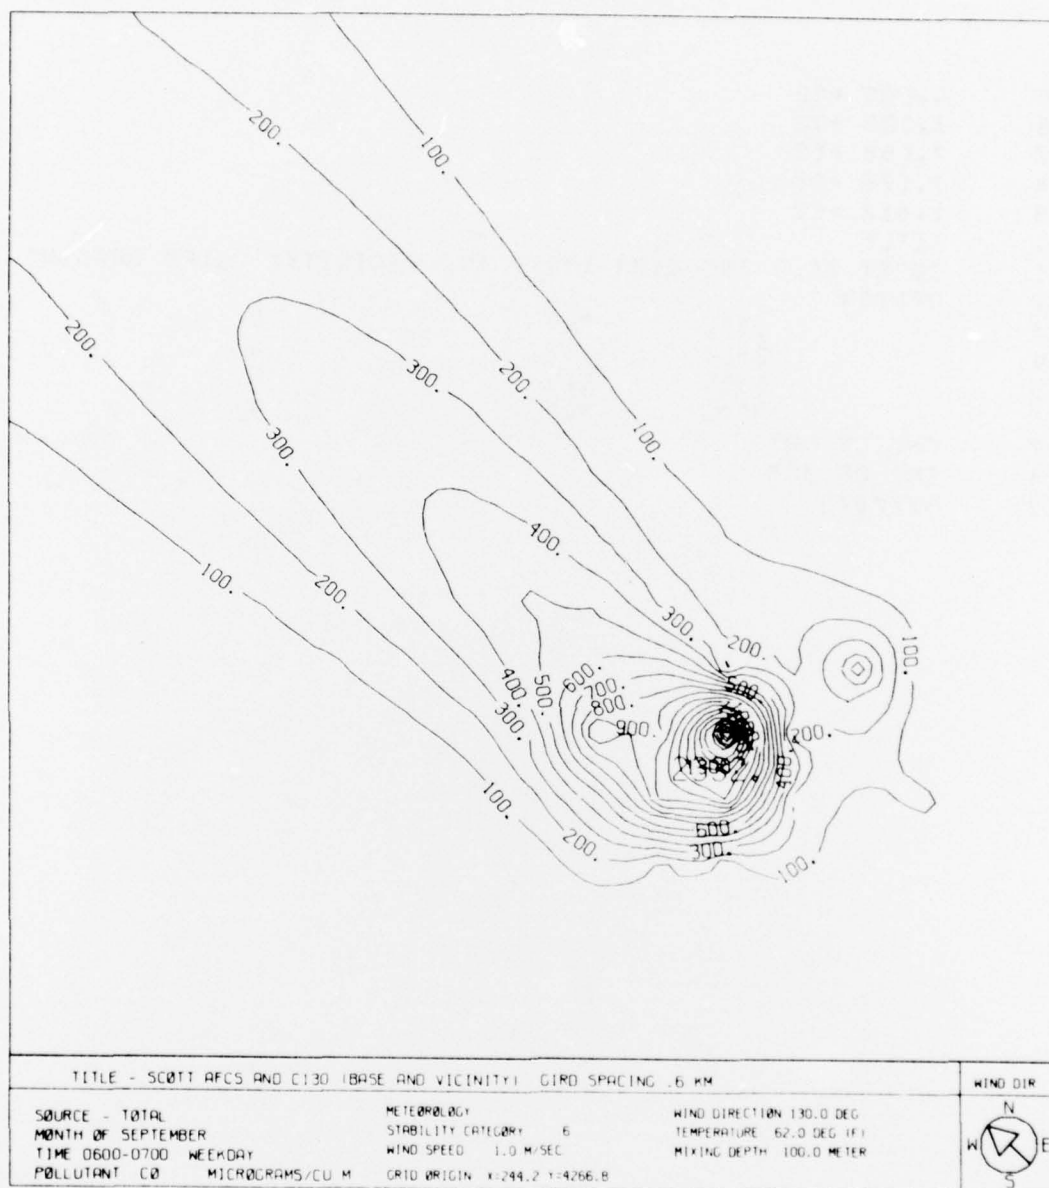 200.
100.
200.
300.
200.
100.
300.
400.
100.
200.
300.
200.
100.
600.
500.
400.
700.
500.
800.
900.
300.
200.
400.
100.
600.
200.
300.
100.
TITLE - SCØTT AFCS AND C130 (BASE AND VICINITY) GIRD SPACING .6 KM
WIND DIR
SØURCE - TØTAL
MØNTH ØF SEPTEMBER
TIME 0600-0700 WEEKDAY
PØLLUTANT CØ MICRØGRAMS/CU M
METEØRØLØGY
STABILITY CATEGØRY 6
WIND SPEED 1.0 M/SEC
GRID ØRIGIN X=244.2 Y=4266.8
WIND DIRECTIØN 130.0 DEG
TEMPERATURE 62.0 DEG (F)
MIXING DEPTH 100.0 METER
N
W E
S